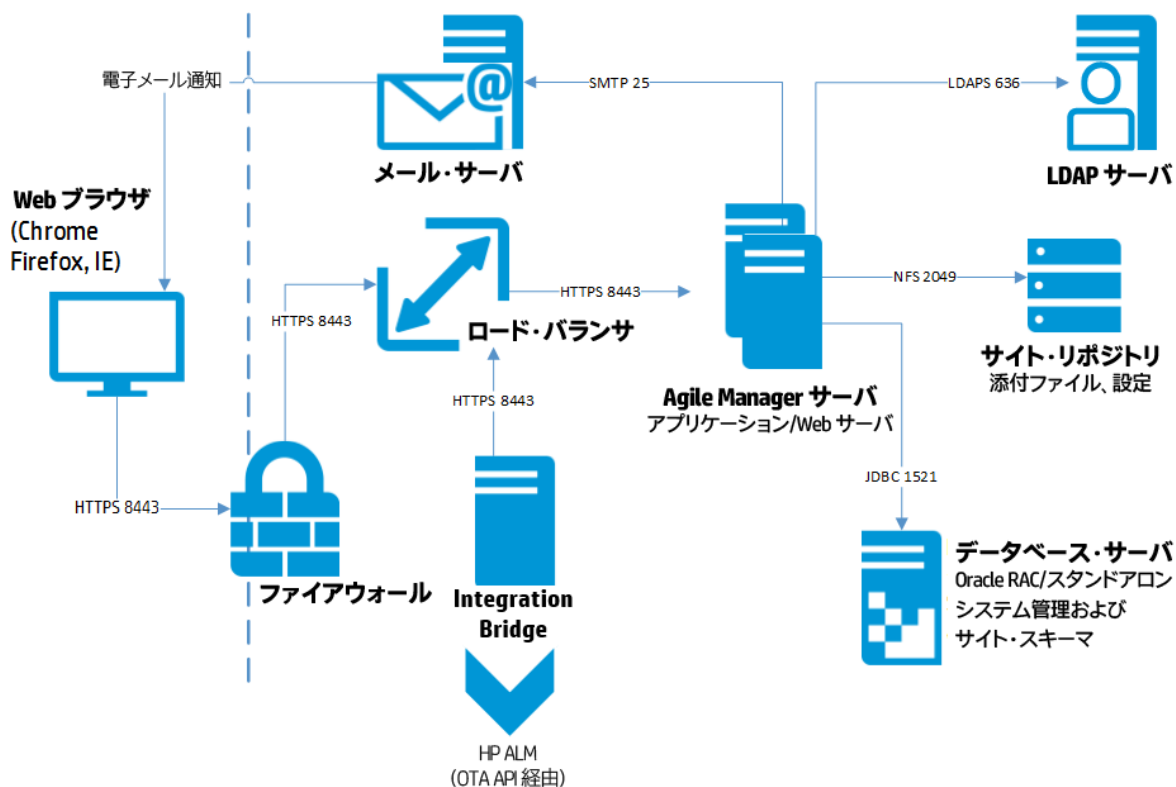 電子メール通知
SMTP 25
LDAPS 636
メール・サーバ
LDAP サーバ
Web ブラウザ
(Chrome
Firefox, IE)
HTTPS 8443
HTTPS 8443
NFS 2049
ロード・バランサ
サイト・リポジトリ
添付ファイル、設定
HTTPS 8443
Agile Manager サーバ
アプリケーション/Web サーバ
JDBC 1521
HTTPS 8443
ファイアウォール
Integration
Bridge
データベース・サーバ
Oracle RAC/スタンドアロン
システム管理および
サイト・スキーマ
HP ALM
(OTA API 経由)